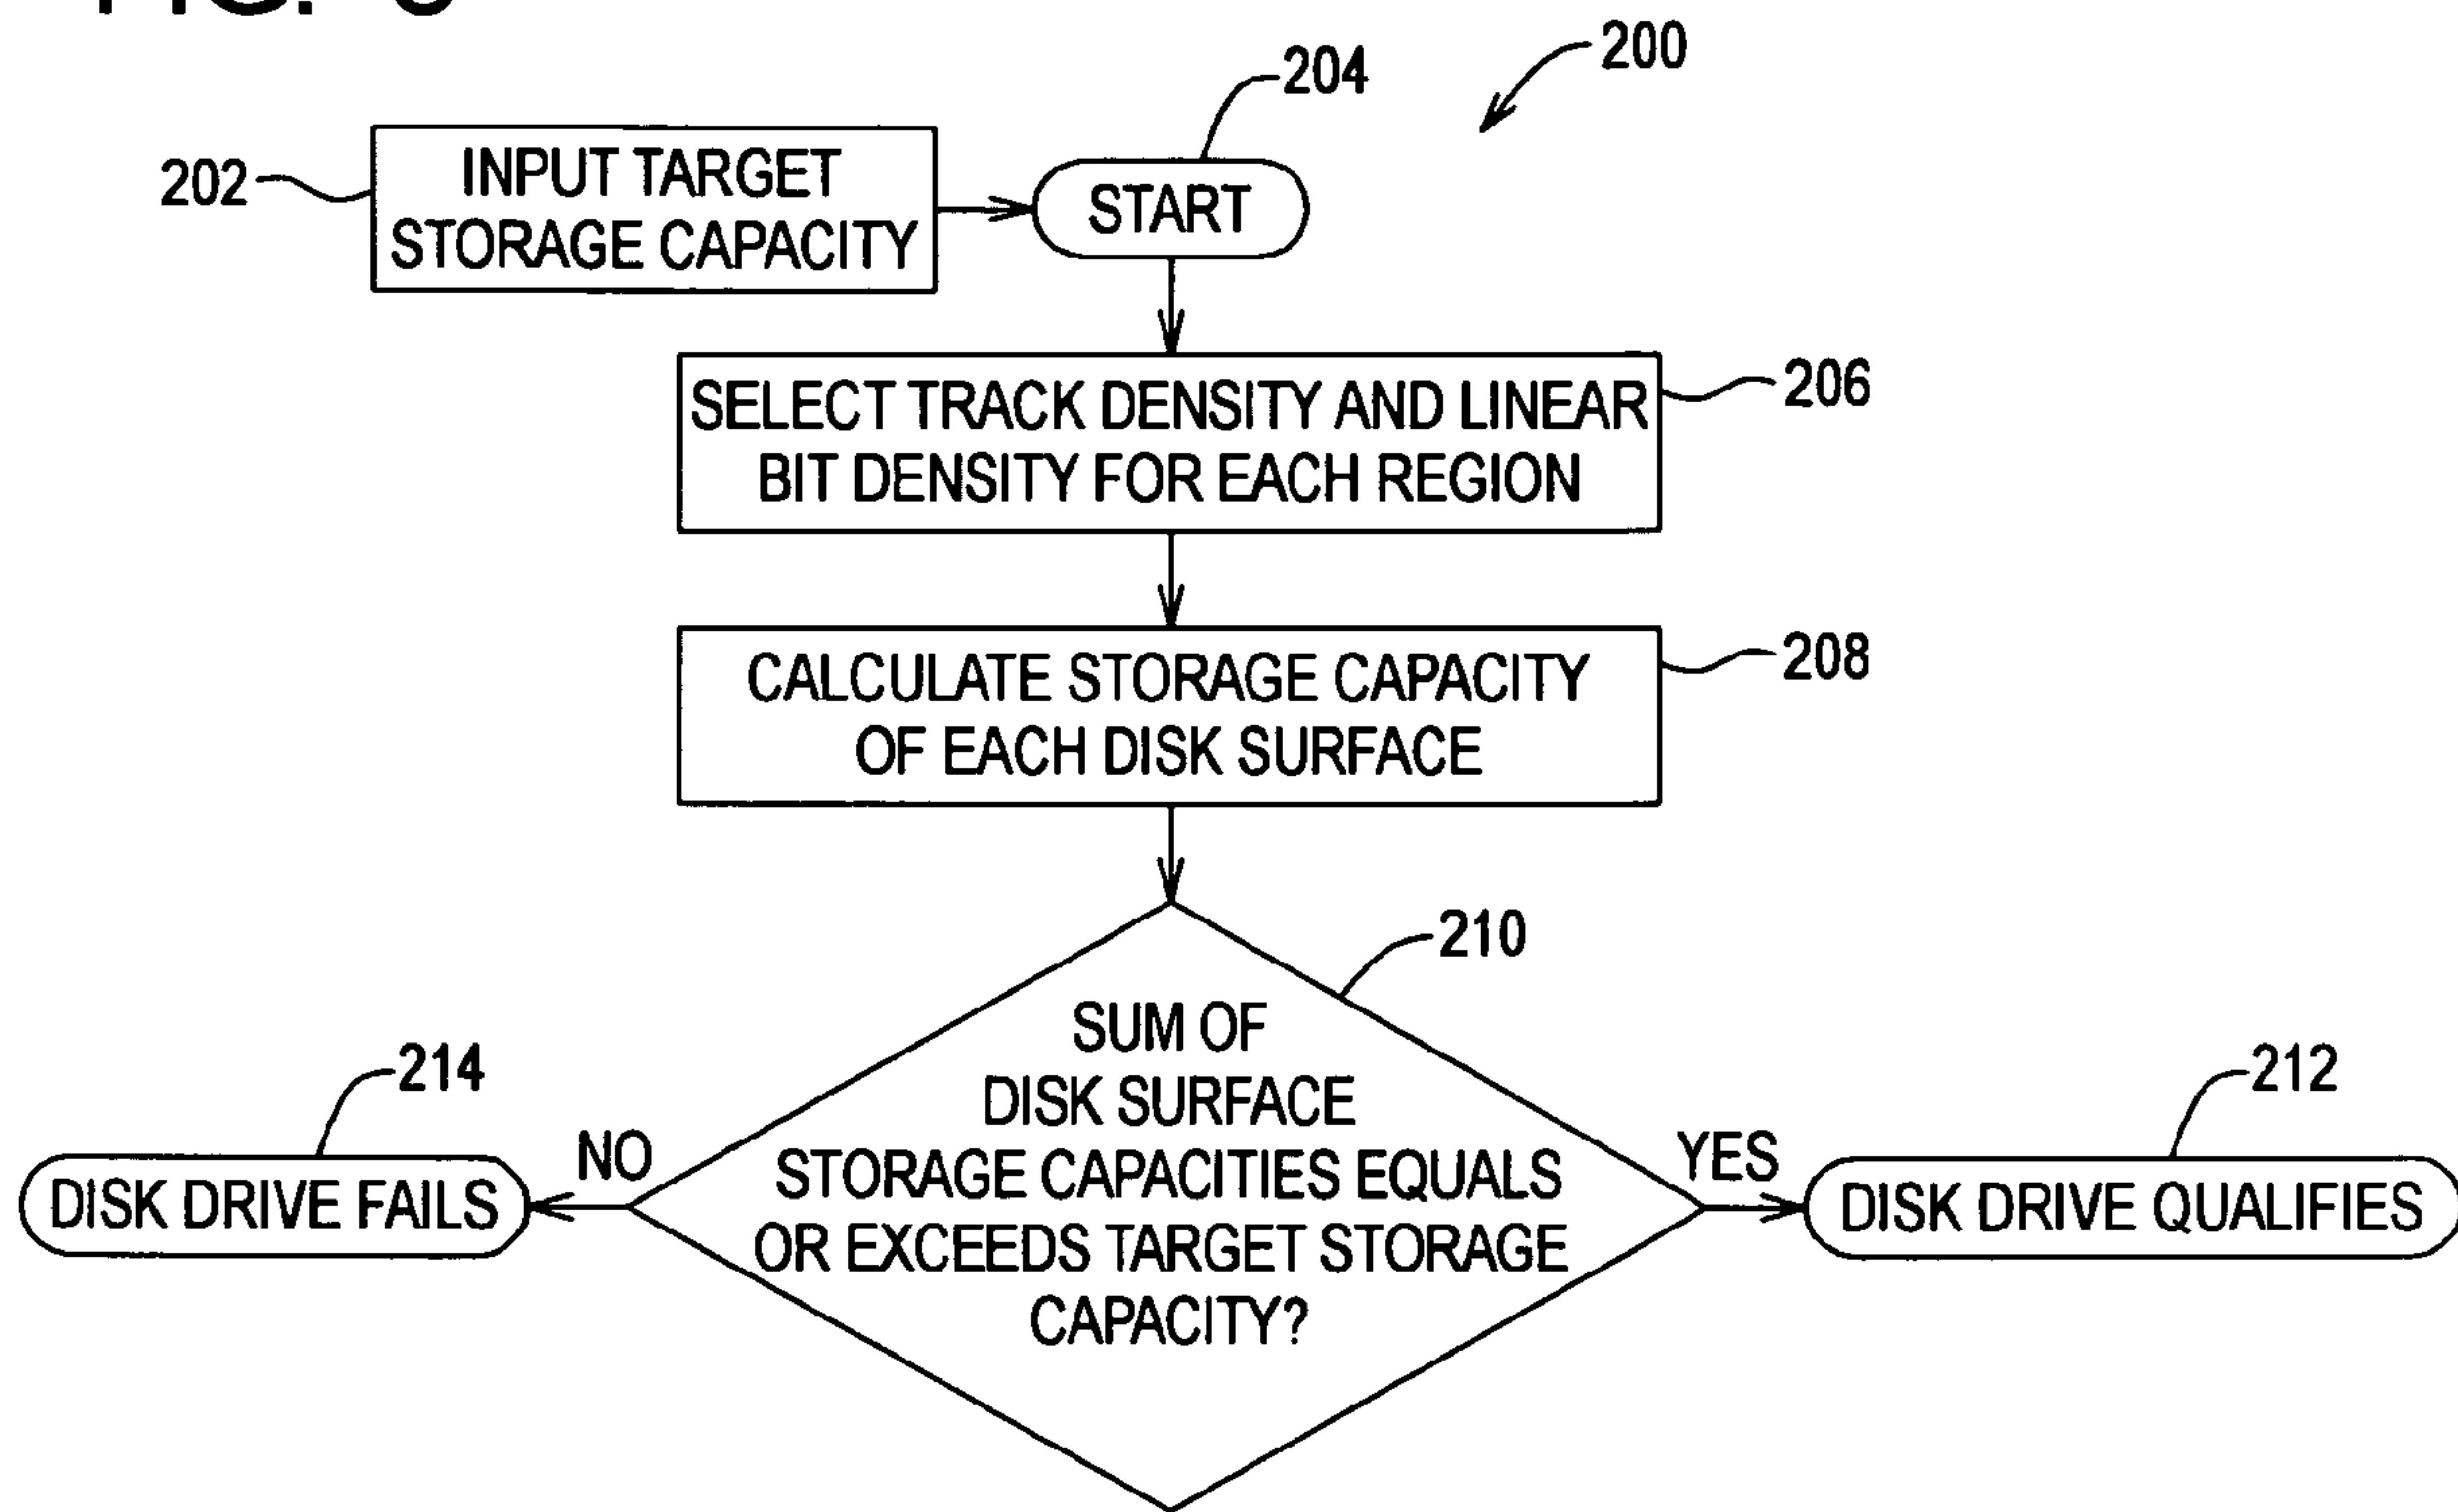 200
204
202
INPUT TARGET
STORAGE CAPACITY
START
SELECT TRACK DENSITY AND LINEAR
BIT DENSITY FOR EACH REGION
206
CALCULATE STORAGE CAPACITY
OF EACH DISK SURFACE
208
210
SUM OF
DISK SURFACE
STORAGE CAPACITIES EQUALS
OR EXCEEDS TARGET STORAGE
CAPACITY?
214
NO
DISK DRIVE FAILS
212
YES
DISK DRIVE QUALIFIES